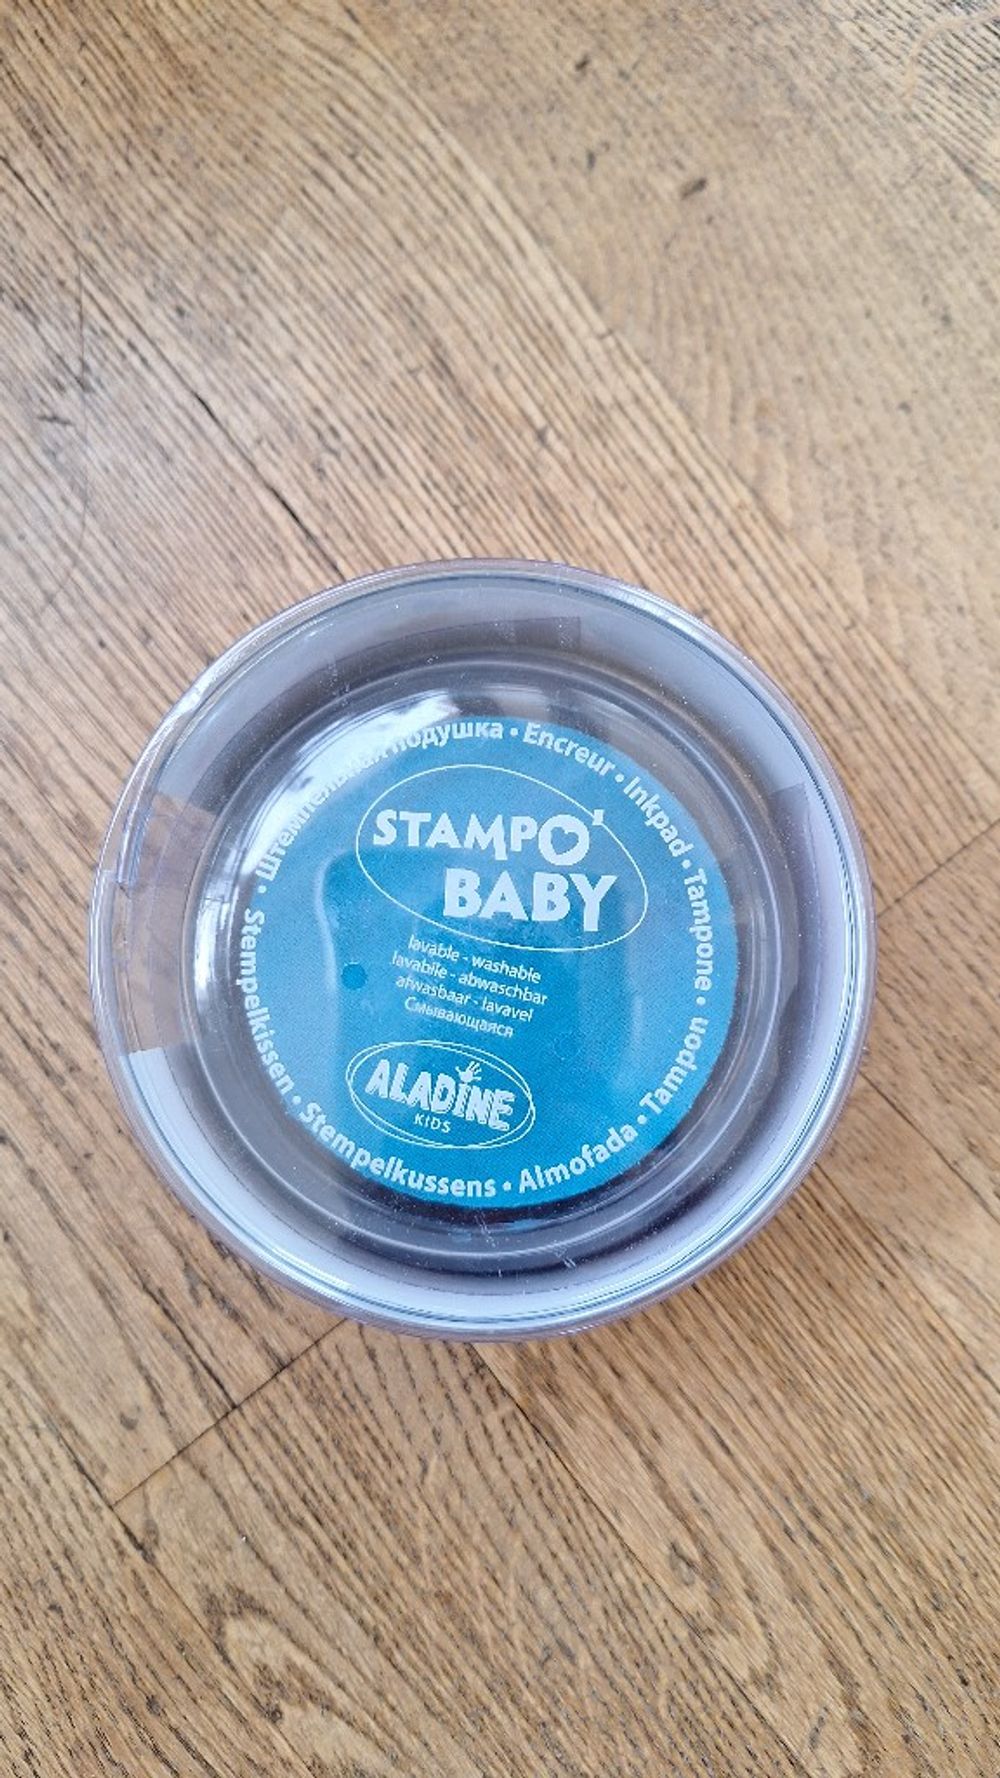 STAMPO'
BABY
lavable - washable
lavabile - abwaschbar
afwasbaar - lavavel
Смывающаяся
ALADINE
KIDS
Штемпельная подушка • Encreur • Inkpad • Tampone • Tampon • Almofada • Stempelkussens • Stempelkissen •